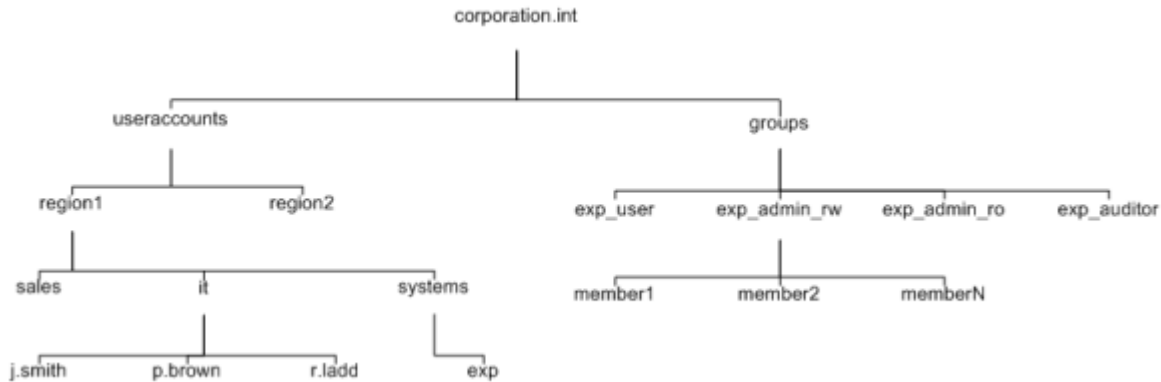 corporation.int
useraccounts
groups
region1
region2
exp_user
exp_admin_rw
exp_admin_ro
exp_auditor
sales
it
systems
member1
member2
memberN
j.smith
p.brown
r.ladd
exp